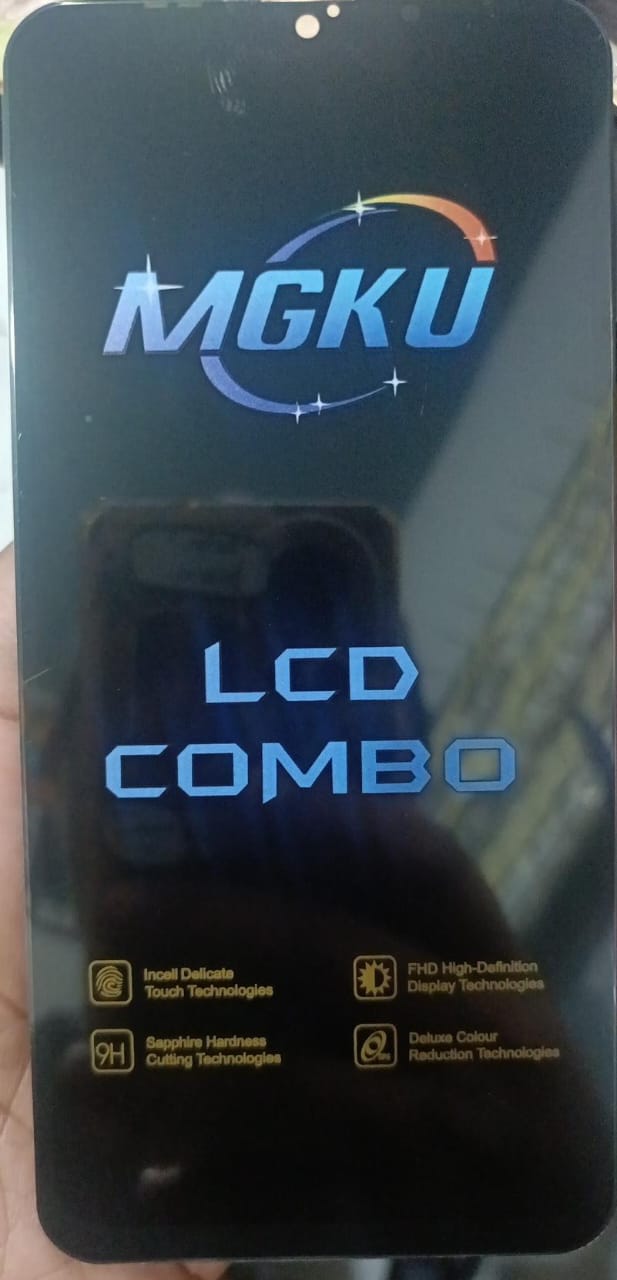 MGKU
LCD
COMBO
Incell Delicate
Touch Technologies
FHD High-Definition
Display Technologies
9H
Sapphire Hardness
Cutting Technologies
Deluxe Colour
Reduction Technologies